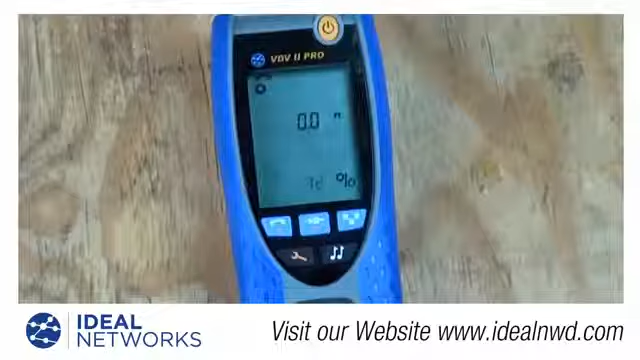 VDV II PRO
0.0 m
%
IDEAL
NETWORKS
Visit our Website www.idealnwd.com